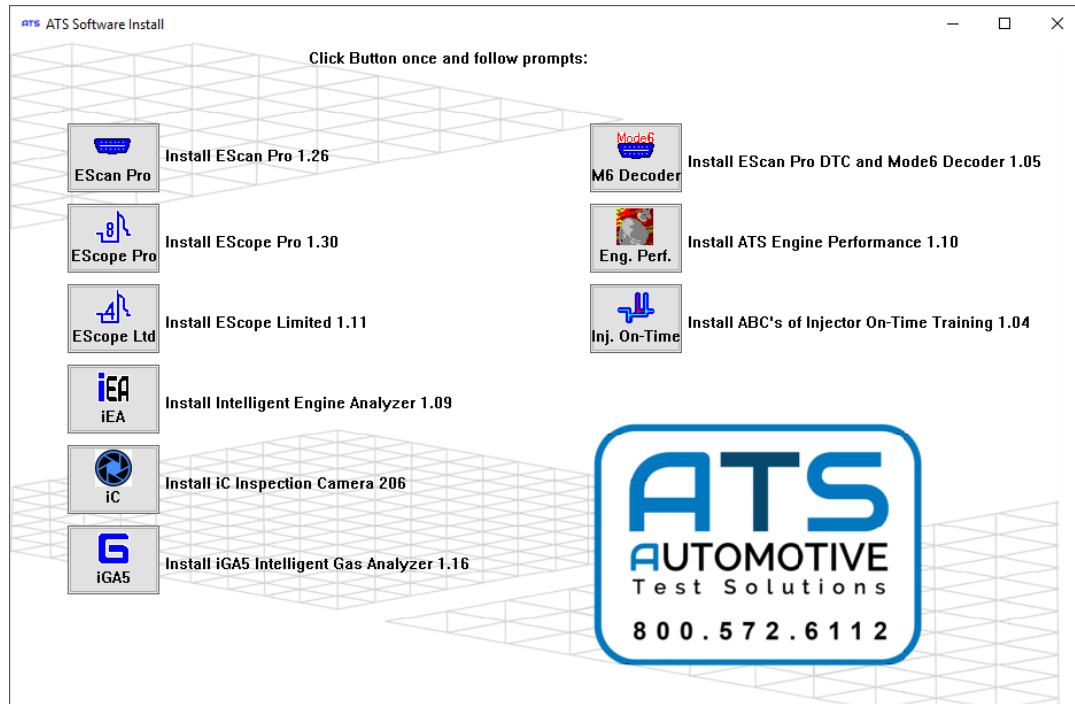 ATS ATS Software Install
Click Button once and follow prompts:
EScan Pro
Install EScan Pro 1.26
8
EScope Pro
Install EScope Pro 1.30
4
EScope Ltd
Install EScope Limited 1.11
iEA
iEA
Install Intelligent Engine Analyzer 1.09
iC
Install iC Inspection Camera 206
G
iGA5
Install iGA5 Intelligent Gas Analyzer 1.16
Mode6
M6 Decoder
Install EScan Pro DTC and Mode6 Decoder 1.05
Eng. Perf.
Install ATS Engine Performance 1.10
Inj. On-Time
Install ABC's of Injector On-Time Training 1.04
ATS
AUTOMOTIVE
Test Solutions
800.572.6112